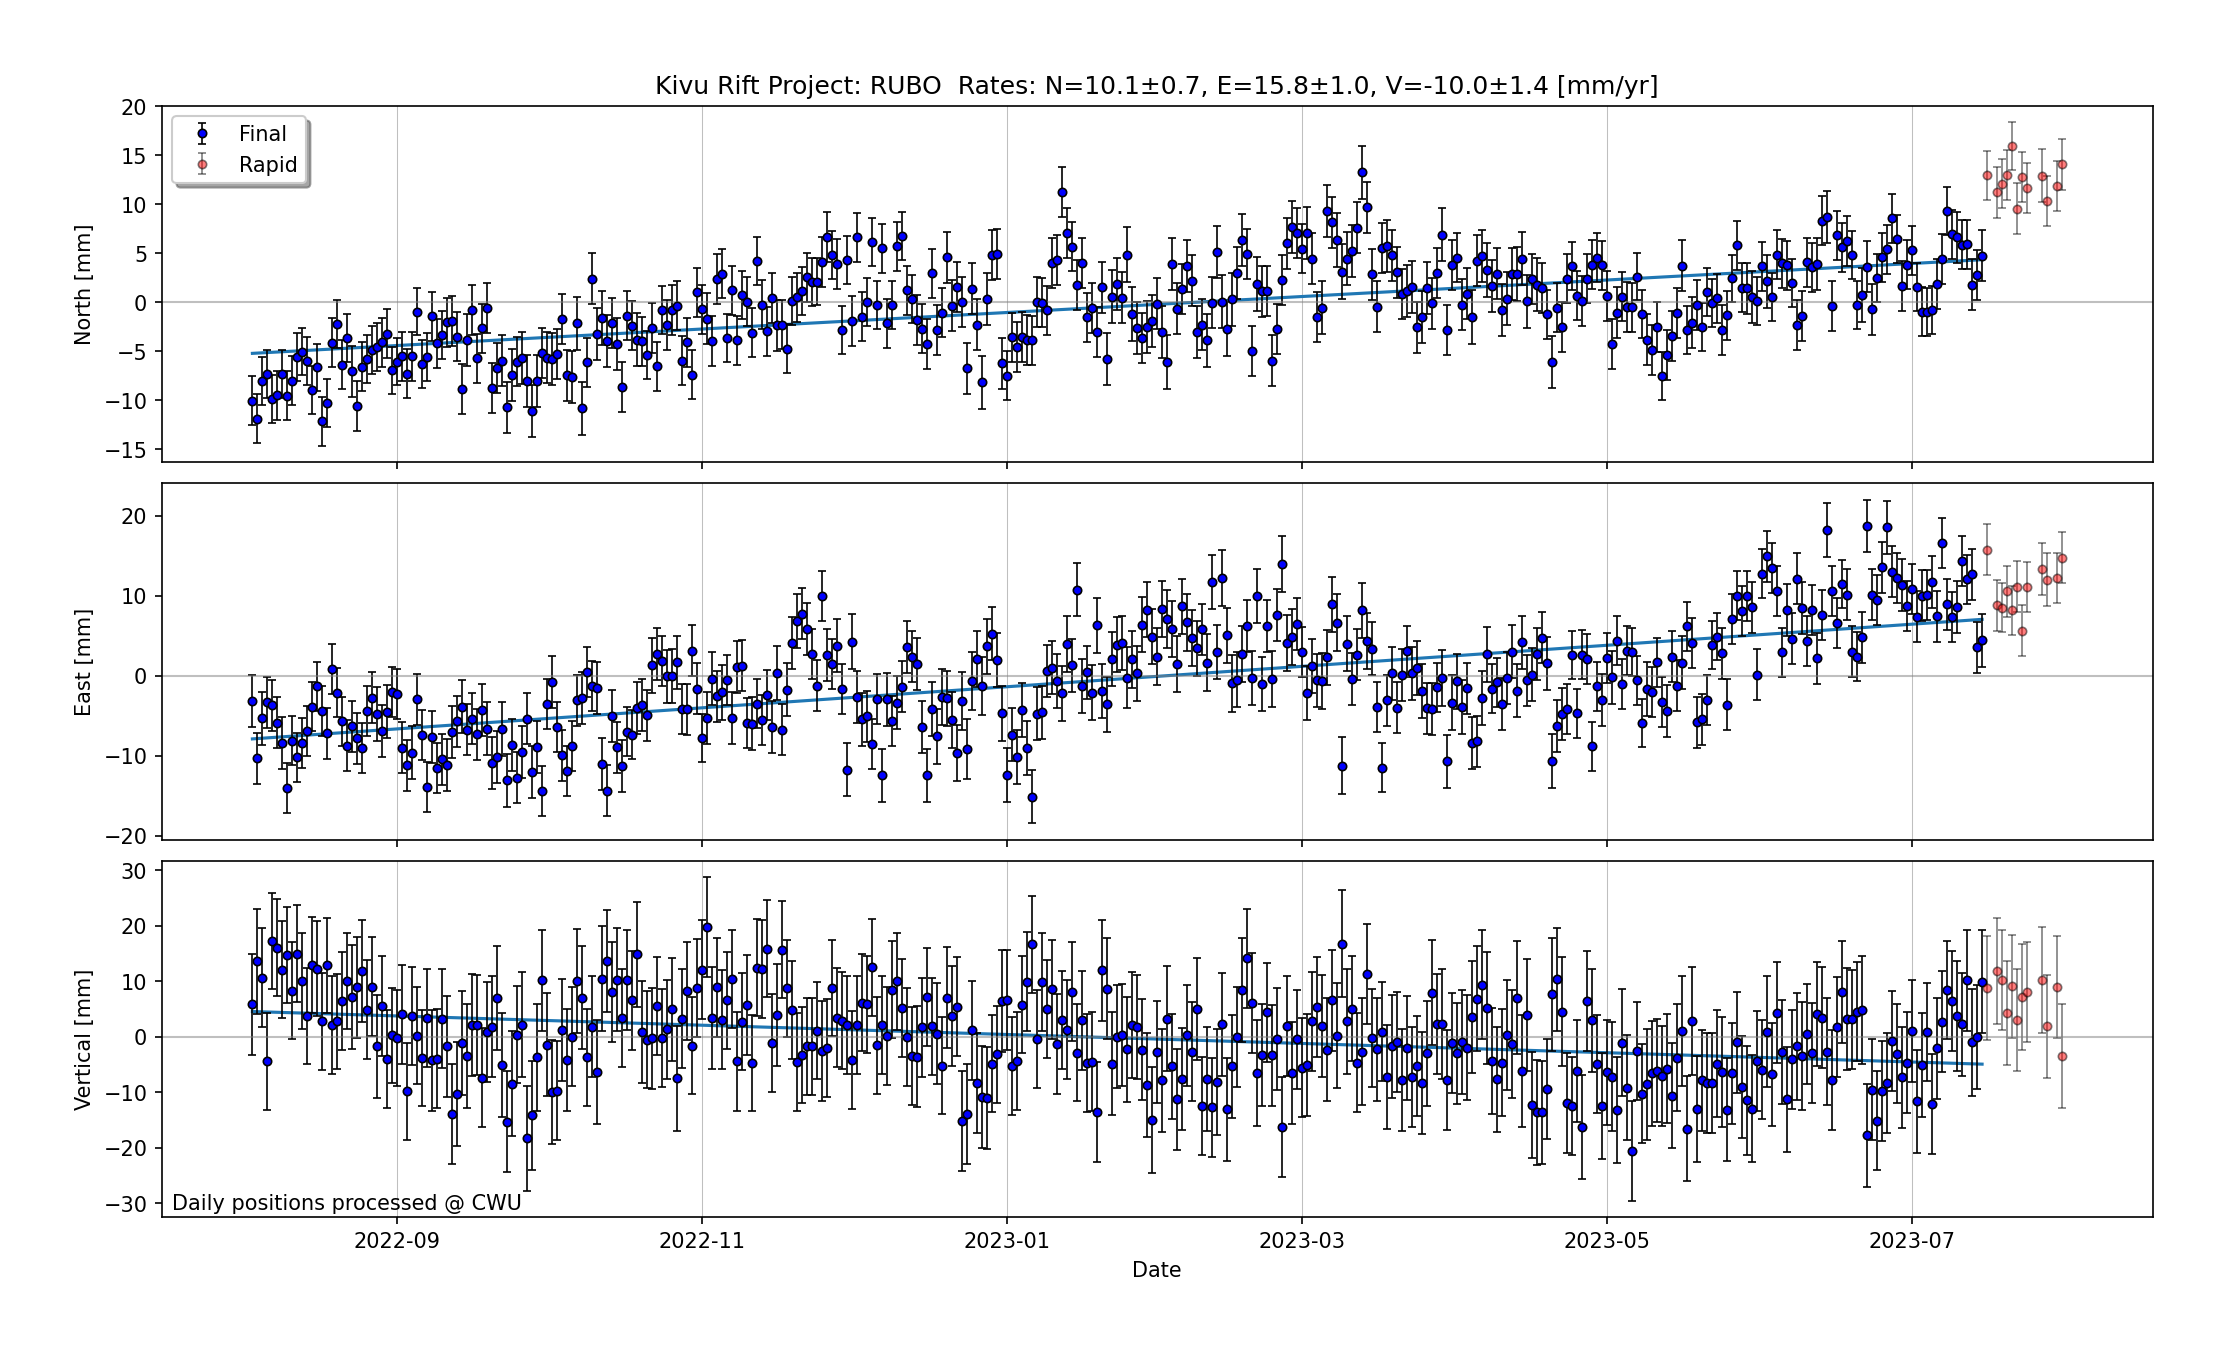 Kivu Rift Project: RUBO  Rates: N=10.1±0.7, E=15.8±1.0, V=-10.0±1.4 [mm/yr]
Final
Rapid
North [mm]
20
15
10
5
0
−5
−10
−15
East [mm]
20
10
0
−10
−20
Vertical [mm]
30
20
10
0
−10
−20
−30
Daily positions processed @ CWU
2022-09 2022-11 2023-01 2023-03 2023-05 2023-07
Date